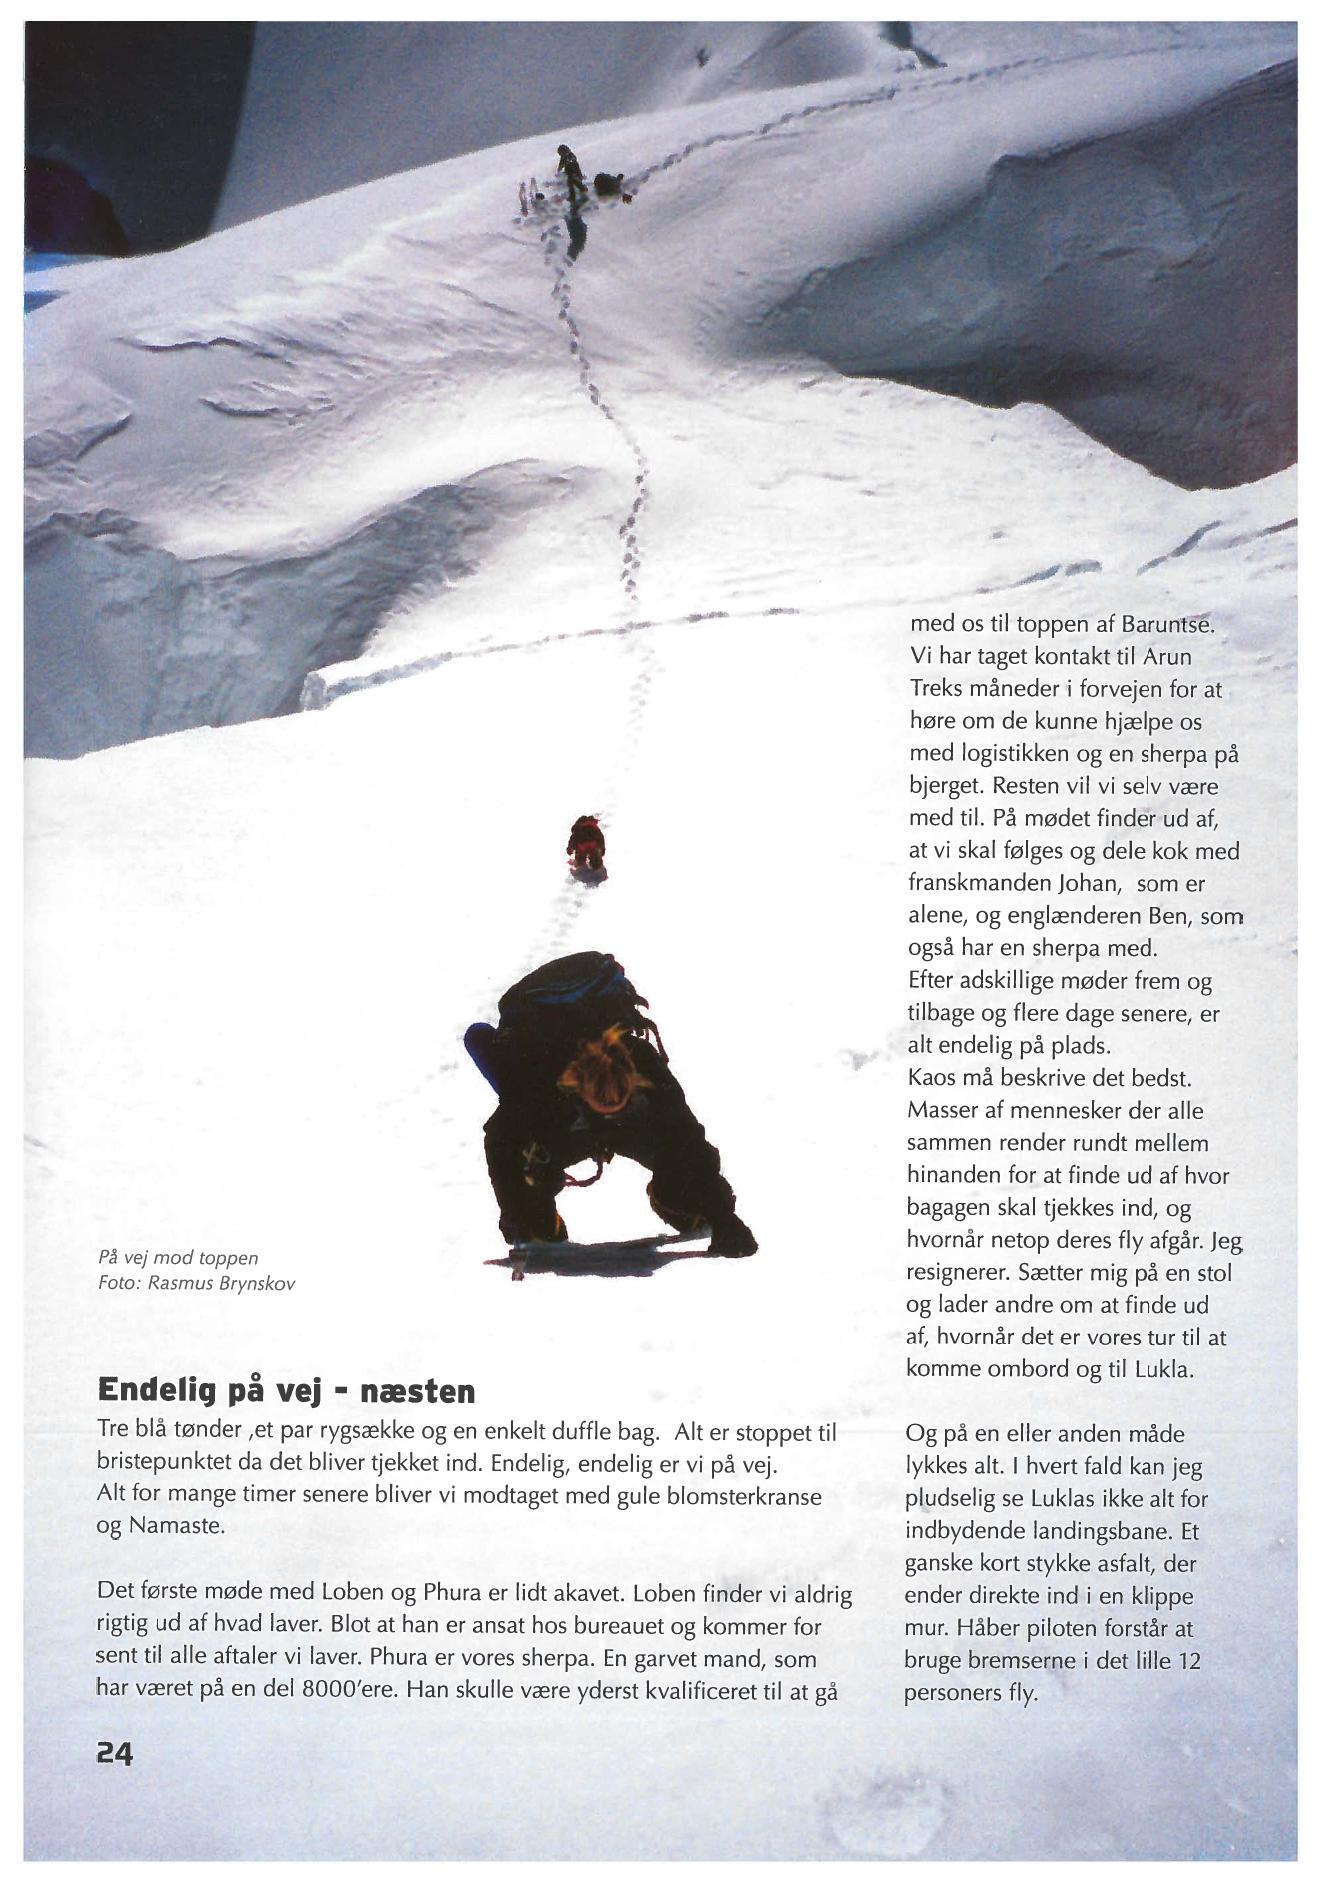 På vej mod toppen
Foto: Rasmus Brynskov
Endelig på vej - næsten
Tre blå tønder ,et par rygsække og en enkelt duffle bag.  Alt er stoppet til
bristepunktet da det bliver tjekket ind. Endelig, endelig er vi på vej.
Alt for mange timer senere bliver vi modtaget med gule blomsterkranse
og Namaste.

Det første møde med Loben og Phura er lidt akavet. Loben finder vi aldrig
rigtig ud af hvad laver. Blot at han er ansat hos bureauet og kommer for
sent til alle aftaler vi laver. Phura er vores sherpa. En garvet mand, som
har været på en del 8000'ere. Han skulle være yderst kvalificeret til at gå
med os til toppen af Baruntse.
Vi har taget kontakt til Arun
Treks måneder i forvejen for at
høre om de kunne hjælpe os
med logistikken og en sherpa på
bjerget. Resten vil vi selv være
med til. På mødet finder ud af,
at vi skal følges og dele kok med
franskmanden Johan,  som er
alene, og englænderen Ben, som
også har en sherpa med.
Efter adskillige møder frem og
tilbage og flere dage senere, er
alt endelig på plads.
Kaos må beskrive det bedst.
Masser af mennesker der alle
sammen render rundt mellem
hinanden for at finde ud af hvor
bagagen skal tjekkes ind, og
hvornår netop deres fly afgår. Jeg
resignerer. Sætter mig på en stol
og lader andre om at finde ud
af, hvornår det er vores tur til at
komme ombord og til Lukla.

Og på en eller anden måde
lykkes alt. I hvert fald kan jeg
pludselig se Luklas ikke alt for
indbydende landingsbane. Et
ganske kort stykke asfalt, der
ender direkte ind i en klippe
mur. Håber piloten forstår at
bruge bremserne i det lille 12
personers fly.
24